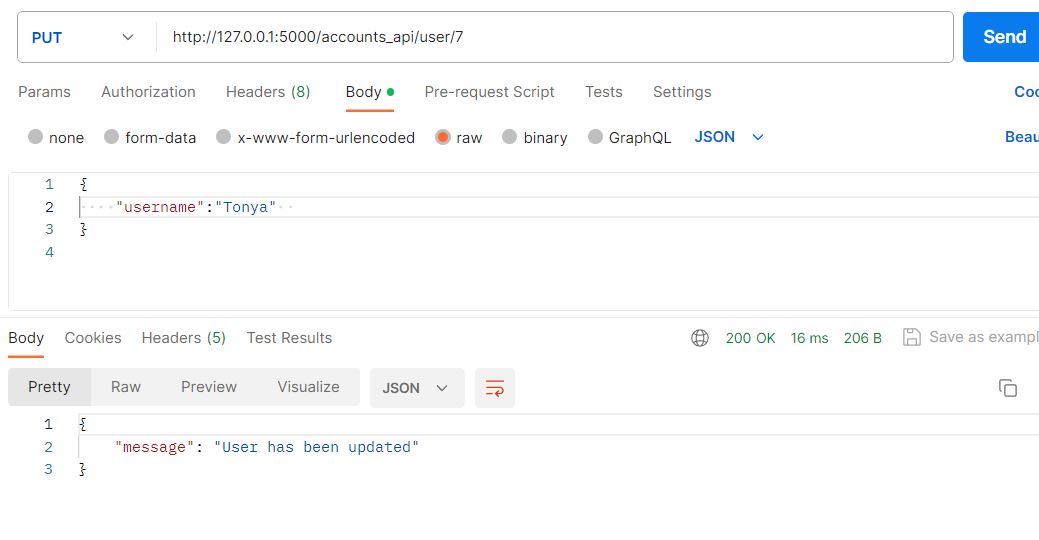 PUT http://127.0.0.1:5000/accounts_api/user/7 Send
Params Authorization Headers (8) Body Pre-request Script Tests Settings Coo
none form-data x-www-form-urlencoded raw binary GraphQL JSON Beau
1 {
2 "username":"Tonya"
3 }
4
Body Cookies Headers (5) Test Results 200 OK 16 ms 206 B Save as exampl
Pretty Raw Preview Visualize JSON
1 {
2 "message": "User has been updated"
3 }